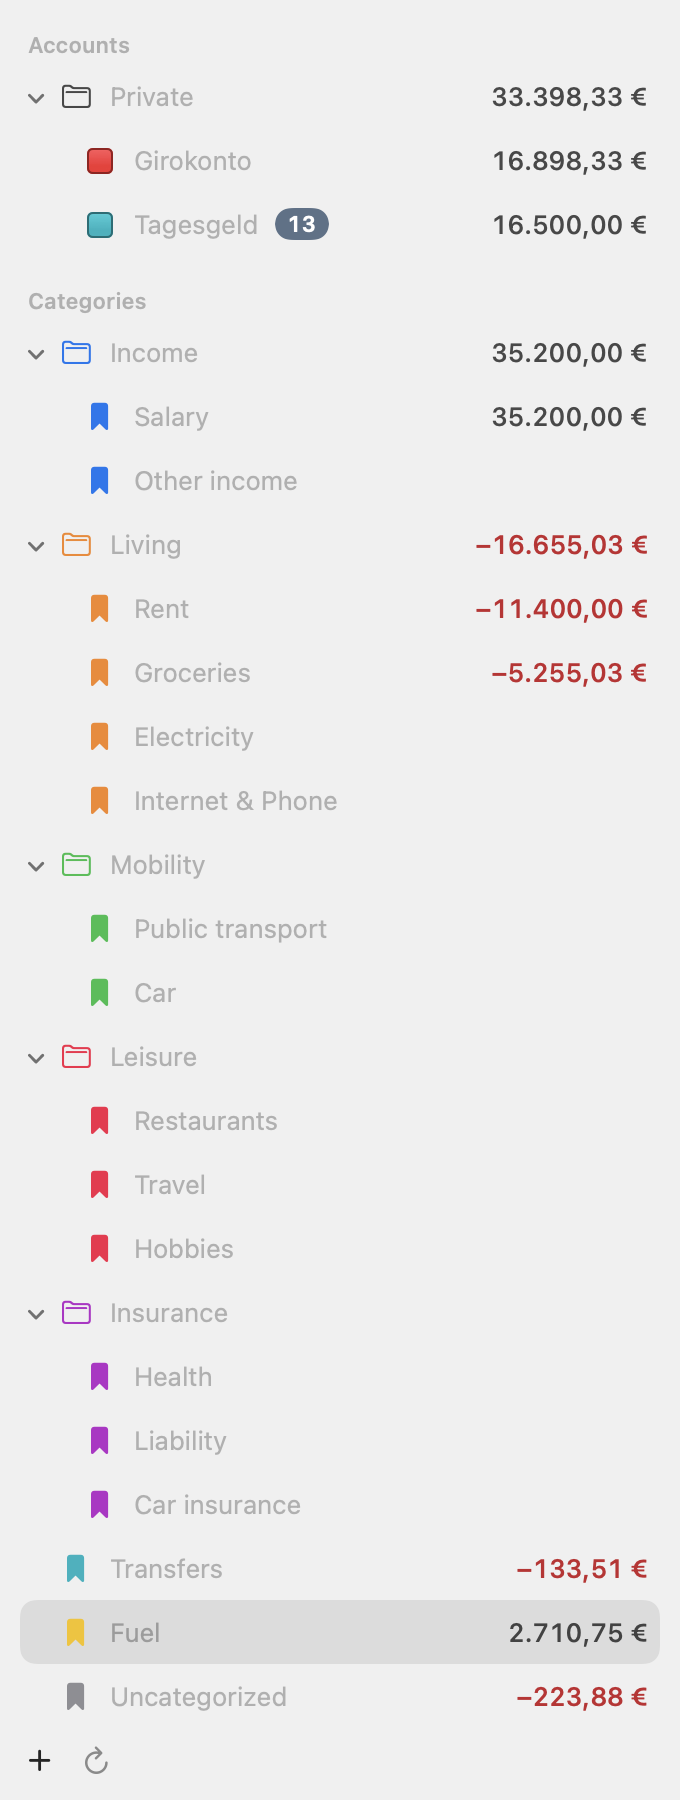 Accounts
Private 33.398,33 €
Girokonto 16.898,33 €
Tagesgeld 13 16.500,00 €
Categories
Income 35.200,00 €
Salary 35.200,00 €
Other income
Living −16.655,03 €
Rent −11.400,00 €
Groceries −5.255,03 €
Electricity
Internet & Phone
Mobility
Public transport
Car
Leisure
Restaurants
Travel
Hobbies
Insurance
Health
Liability
Car insurance
Transfers −133,51 €
Fuel 2.710,75 €
Uncategorized −223,88 €